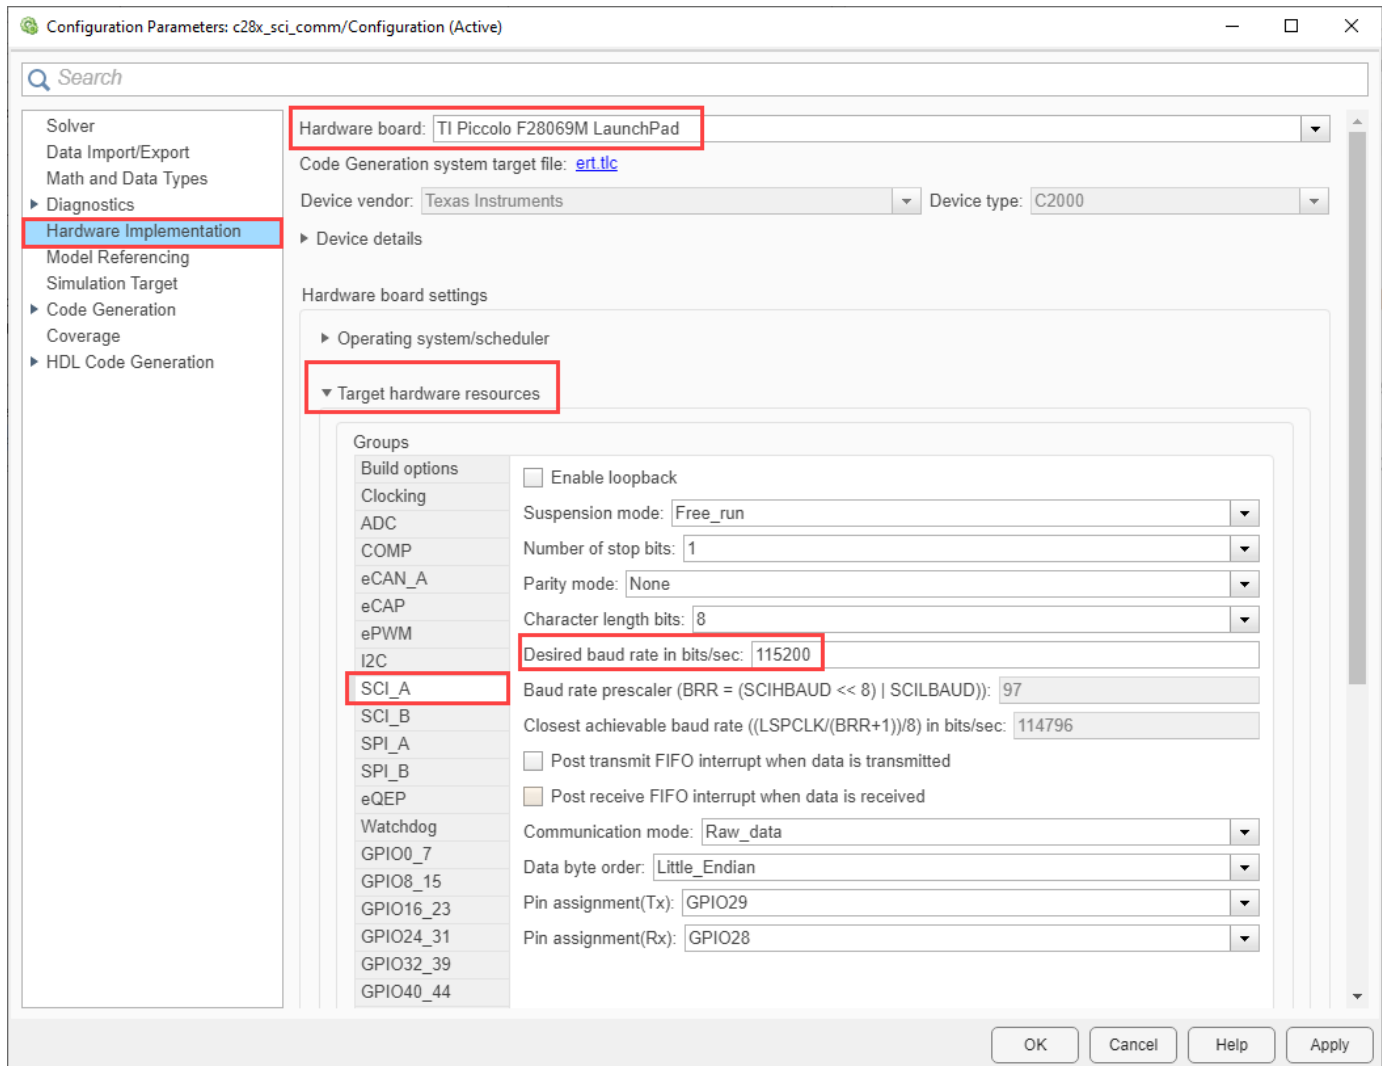 Configuration Parameters: c28x_sci_comm/Configuration (Active)
Search
Solver
Data Import/Export
Math and Data Types
Diagnostics
Hardware Implementation
Model Referencing
Simulation Target
Code Generation
Coverage
HDL Code Generation
Hardware board: TI Piccolo F28069M LaunchPad
Code Generation system target file: ert.tlc
Device vendor: Texas Instruments Device type: C2000
Device details
Hardware board settings
Operating system/scheduler
Target hardware resources
Groups
Build options
Clocking
ADC
COMP
eCAN_A
eCAP
ePWM
I2C
SCI_A
SCI_B
SPI_A
SPI_B
eQEP
Watchdog
GPIO0_7
GPIO8_15
GPIO16_23
GPIO24_31
GPIO32_39
GPIO40_44
Enable loopback
Suspension mode: Free_run
Number of stop bits: 1
Parity mode: None
Character length bits: 8
Desired baud rate in bits/sec: 115200
Baud rate prescaler (BRR = (SCIHBAUD << 8) | SCILBAUD)): 97
Closest achievable baud rate ((LSPCLK/(BRR+1))/8) in bits/sec: 114796
Post transmit FIFO interrupt when data is transmitted
Post receive FIFO interrupt when data is received
Communication mode: Raw_data
Data byte order: Little_Endian
Pin assignment(Tx): GPIO29
Pin assignment(Rx): GPIO28
OK Cancel Help Apply